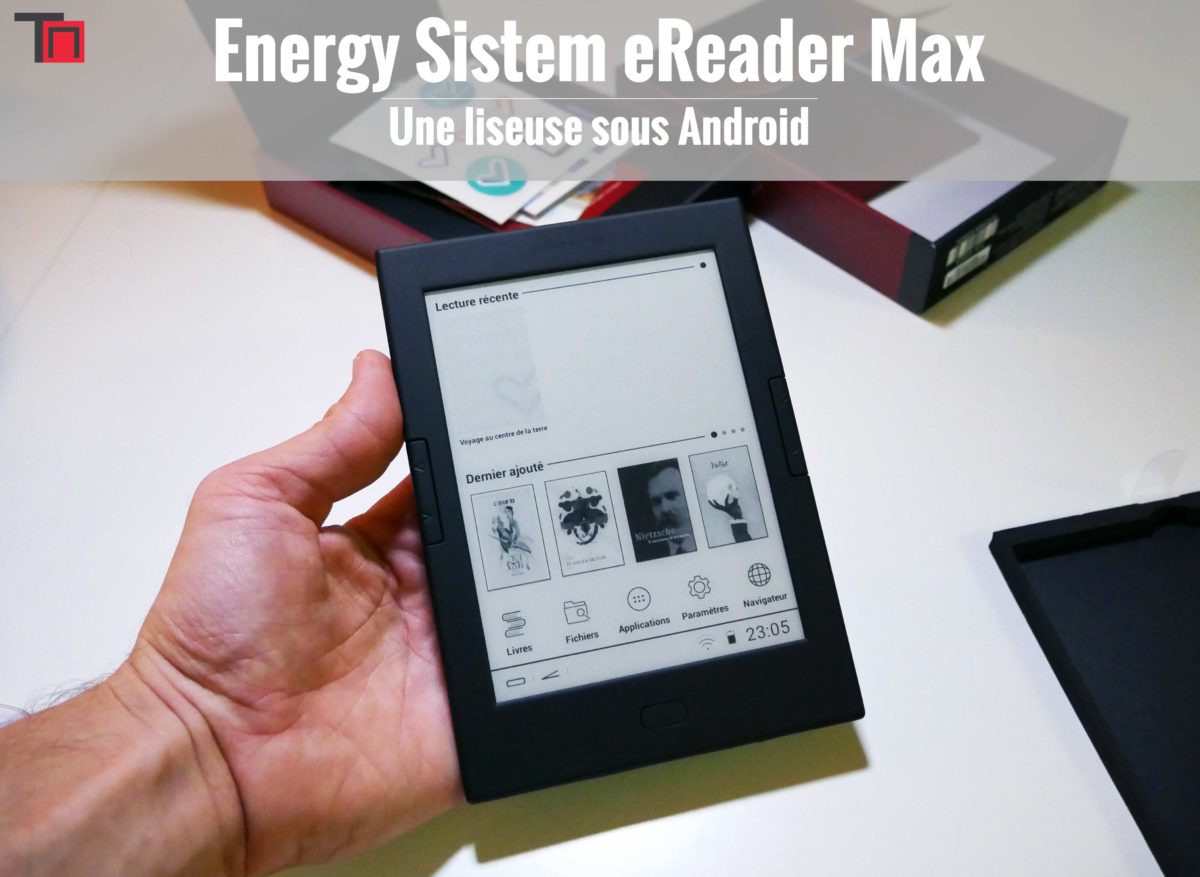 TN
Energy Sistem eReader Max
Une liseuse sous Android
Lecture récente
Voyage au centre de la terre
Dernier ajouté
Nietzsche
Livres
Fichiers
Applications
Paramètres
Navigateur
23:05